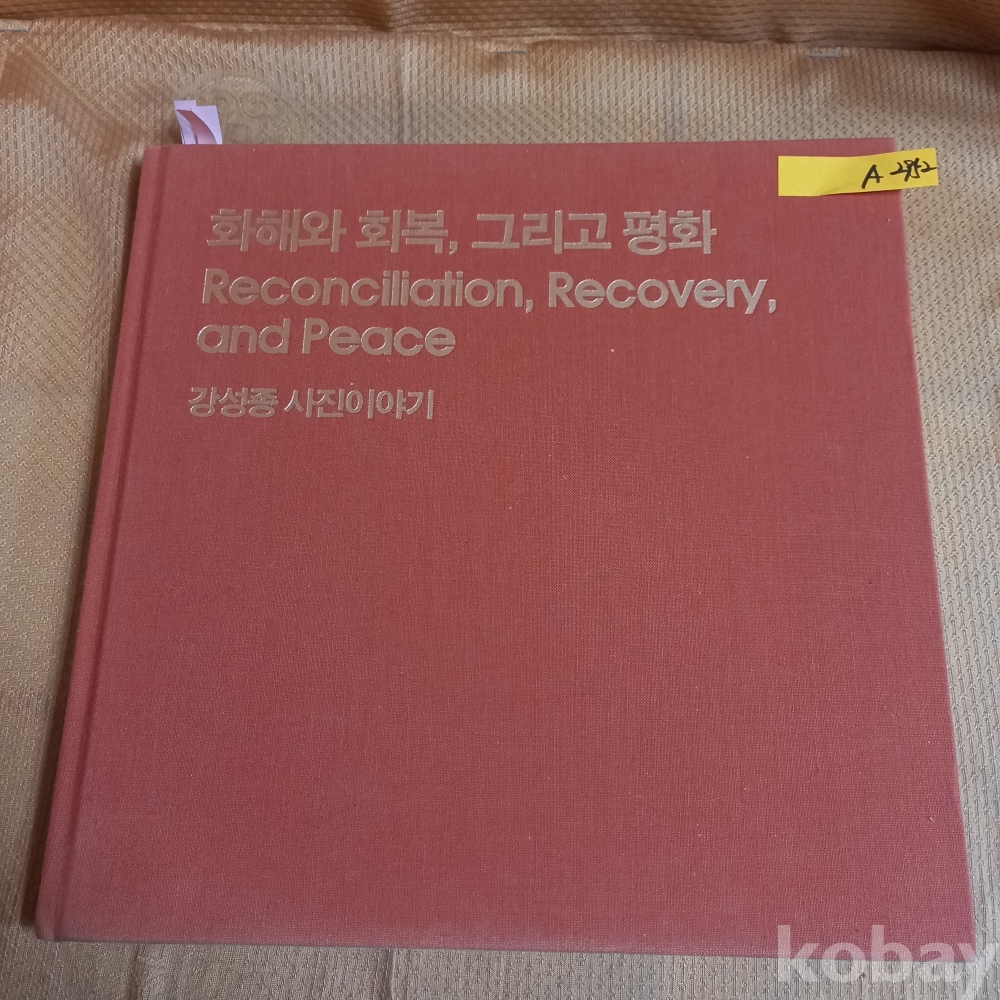 A 2952
화해와 회복, 그리고 평화
Reconciliation, Recovery,
and Peace
강성종 사진이야기
kobay